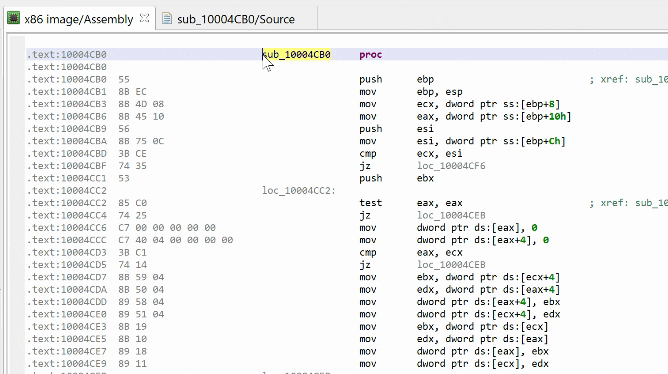 x86 image/Assembly sub_10004CB0/Source
.text:10004CB0 sub_10004CB0 proc
.text:10004CB0
.text:10004CB0 55 push ebp ; xref: sub_10
.text:10004CB1 8B EC mov ebp, esp
.text:10004CB3 8B 4D 08 mov ecx, dword ptr ss:[ebp+8]
.text:10004CB6 8B 45 10 mov eax, dword ptr ss:[ebp+10h]
.text:10004CB9 56 push esi
.text:10004CBA 8B 75 0C mov esi, dword ptr ss:[ebp+Ch]
.text:10004CBD 3B CE cmp ecx, esi
.text:10004CBF 74 35 jz loc_10004CF6
.text:10004CC1 53 push ebx
.text:10004CC2 loc_10004CC2:
.text:10004CC2 85 C0 test eax, eax ; xref: sub_10
.text:10004CC4 74 25 jz loc_10004CEB
.text:10004CC6 C7 00 00 00 00 00 mov dword ptr ds:[eax], 0
.text:10004CCC C7 40 04 00 00 00 00 mov dword ptr ds:[eax+4], 0
.text:10004CD3 3B C1 cmp eax, ecx
.text:10004CD5 74 14 jz loc_10004CEB
.text:10004CD7 8B 59 04 mov ebx, dword ptr ds:[ecx+4]
.text:10004CDA 8B 50 04 mov edx, dword ptr ds:[eax+4]
.text:10004CDD 89 58 04 mov dword ptr ds:[eax+4], ebx
.text:10004CE0 89 51 04 mov dword ptr ds:[ecx+4], edx
.text:10004CE3 8B 19 mov ebx, dword ptr ds:[ecx]
.text:10004CE5 8B 10 mov edx, dword ptr ds:[eax]
.text:10004CE7 89 18 mov dword ptr ds:[eax], ebx
.text:10004CE9 89 11 mov dword ptr ds:[ecx], edx